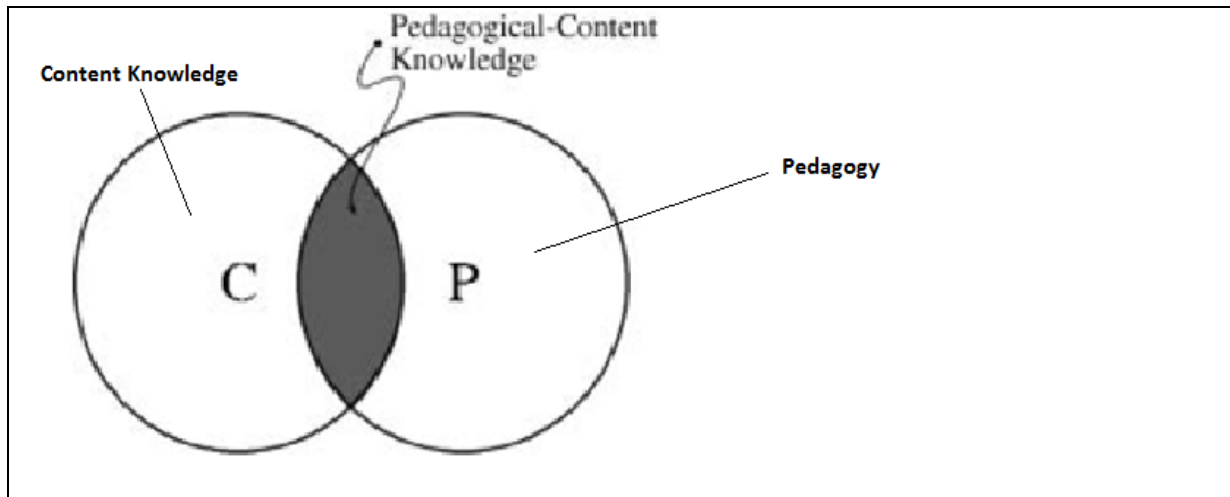 Pedagogical-Content
Knowledge
Content Knowledge
Pedagogy
C
P